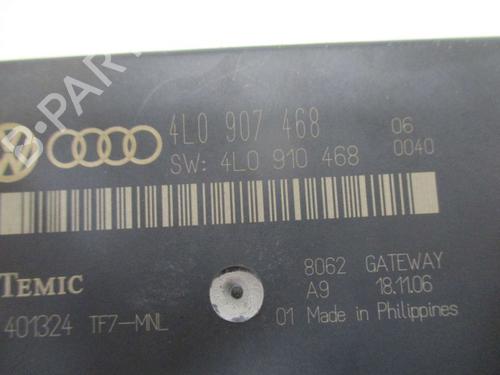 4L0 907 468 06
SW: 4L0 910 468 0040
TEMIC 8062 GATEWAY
A9 18.11.06
401324 TF7-MNL 01 Made in Philippines
B-PARTS